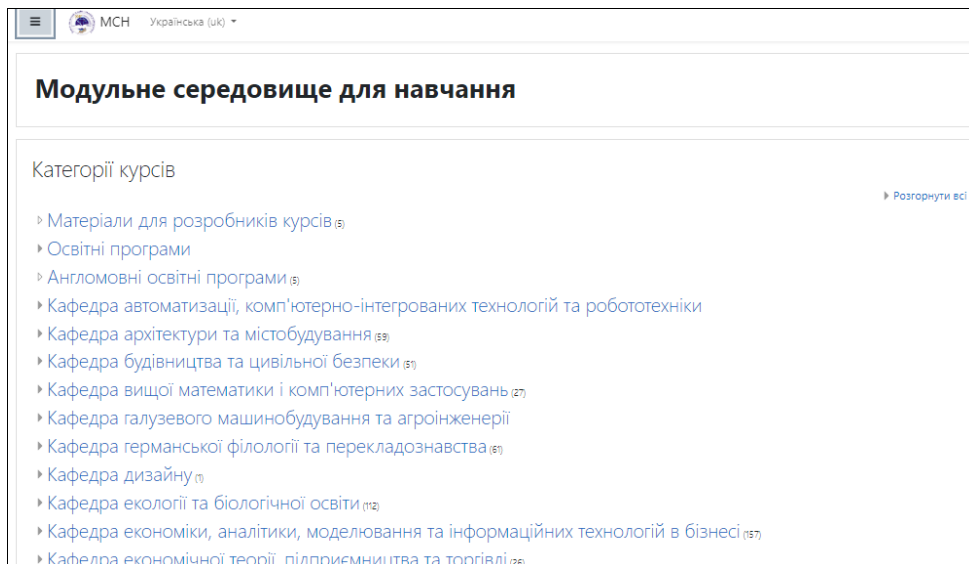 МСН Українська (uk)
Модульне середовище для навчання
Категорії курсів
Розгорнути всі
Матеріали для розробників курсів (5)
Освітні програми
Англомовні освітні програми (5)
Кафедра автоматизації, комп'ютерно-інтегрованих технологій та робототехніки
Кафедра архітектури та містобудування (59)
Кафедра будівництва та цивільної безпеки (51)
Кафедра вищої математики і комп'ютерних застосувань (27)
Кафедра галузевого машинобудування та агроінженерії
Кафедра германської філології та перекладознавства (61)
Кафедра дизайну (1)
Кафедра екології та біологічної освіти (112)
Кафедра економіки, аналітики, моделювання та інформаційних технологій в бізнесі (157)
Кафедра економічної теорії, підприємництва та торгівлі (26)